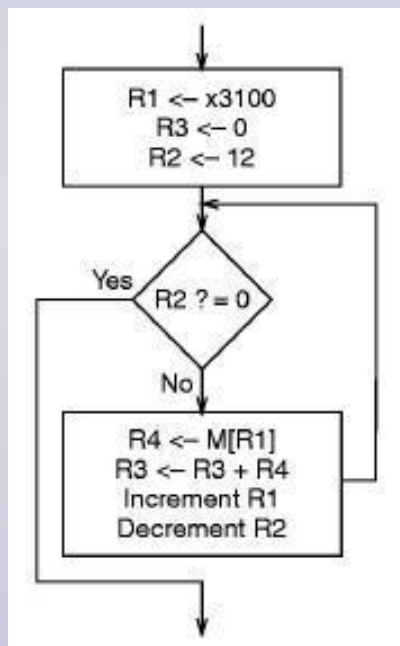 R1 <– x3100
R3 <– 0
R2 <– 12
Yes
R2 ? = 0
No
R4 <– M[R1]
R3 <– R3 + R4
Increment R1
Decrement R2